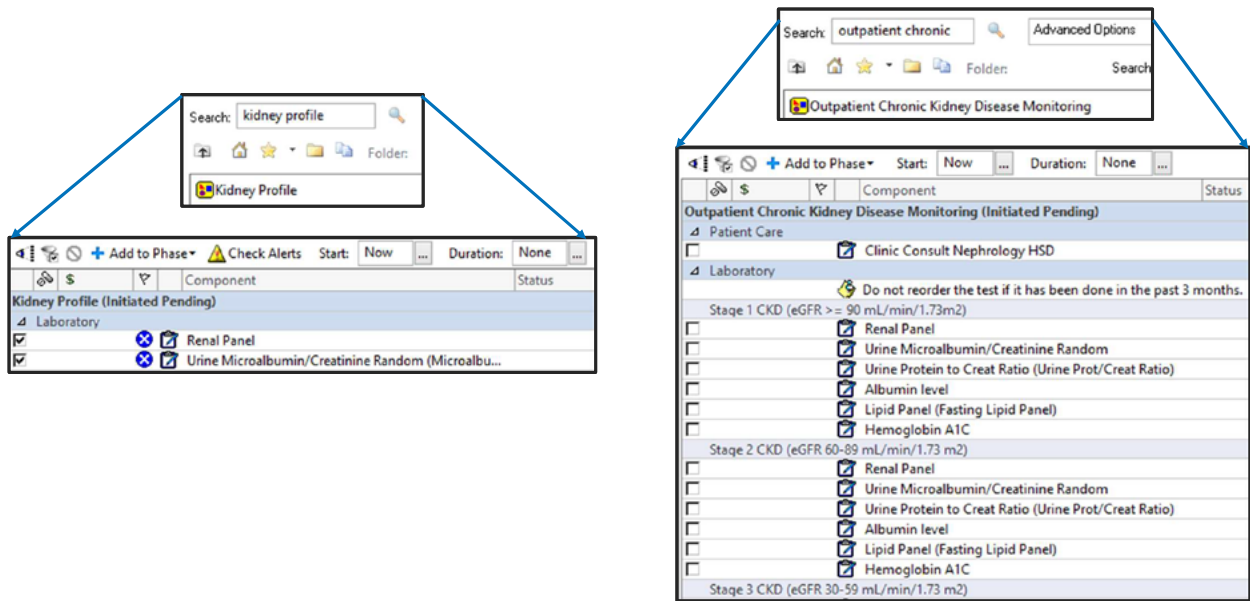 Search: kidney profile
Folder:
Kidney Profile
Add to Phase Check Alerts Start: Now ... Duration: None ...
$ Component Status
Kidney Profile (Initiated Pending)
Laboratory
Renal Panel
Urine Microalbumin/Creatinine Random (Microalbu...
Search: outpatient chronic Advanced Options
Folder: Search
Outpatient Chronic Kidney Disease Monitoring
Add to Phase Start: Now ... Duration: None ...
$ Component Status
Outpatient Chronic Kidney Disease Monitoring (Initiated Pending)
Patient Care
Clinic Consult Nephrology HSD
Laboratory
Do not reorder the test if it has been done in the past 3 months.
Stage 1 CKD (eGFR >= 90 mL/min/1.73m2)
Renal Panel
Urine Microalbumin/Creatinine Random
Urine Protein to Creat Ratio (Urine Prot/Creat Ratio)
Albumin level
Lipid Panel (Fasting Lipid Panel)
Hemoglobin A1C
Stage 2 CKD (eGFR 60-89 mL/min/1.73 m2)
Renal Panel
Urine Microalbumin/Creatinine Random
Urine Protein to Creat Ratio (Urine Prot/Creat Ratio)
Albumin level
Lipid Panel (Fasting Lipid Panel)
Hemoglobin A1C
Stage 3 CKD (eGFR 30-59 mL/min/1.73 m2)